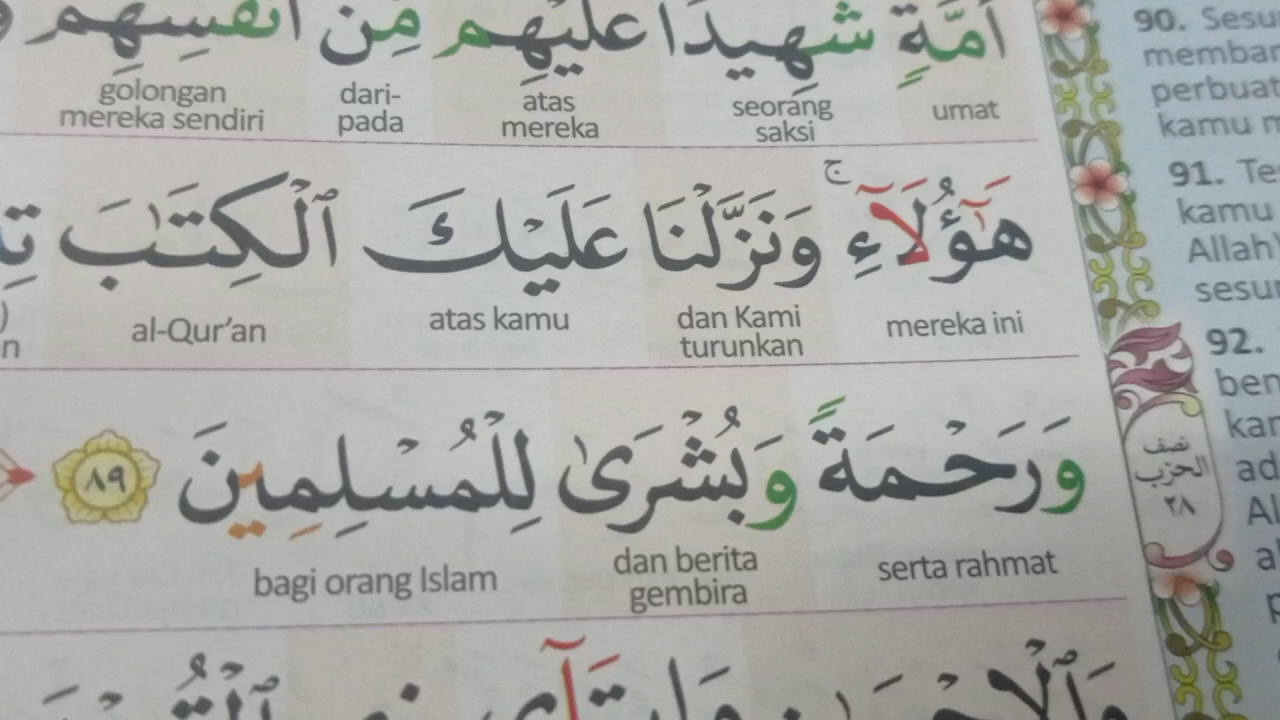 أُمَّةٍ شَهِيدًا عَلَيْهِم مِّنْ أَنفُسِهِمْ
umat
seorang saksi
atas mereka
dari-pada
golongan mereka sendiri
هَٰٓؤُلَآءِ ۚ وَنَزَّلْنَا عَلَيْكَ ٱلْكِتَٰبَ
mereka ini
dan Kami turunkan
atas kamu
al-Qur'an
وَرَحْمَةً وَبُشْرَىٰ لِلْمُسْلِمِينَ ٨٩
serta rahmat
dan berita gembira
bagi orang Islam
90. Sesu
membar
perbuat
kamu m
91. Te
kamu
Allah)
sesu
92.
ben
kar
ad
Al
نصف
الحزب
٢٨